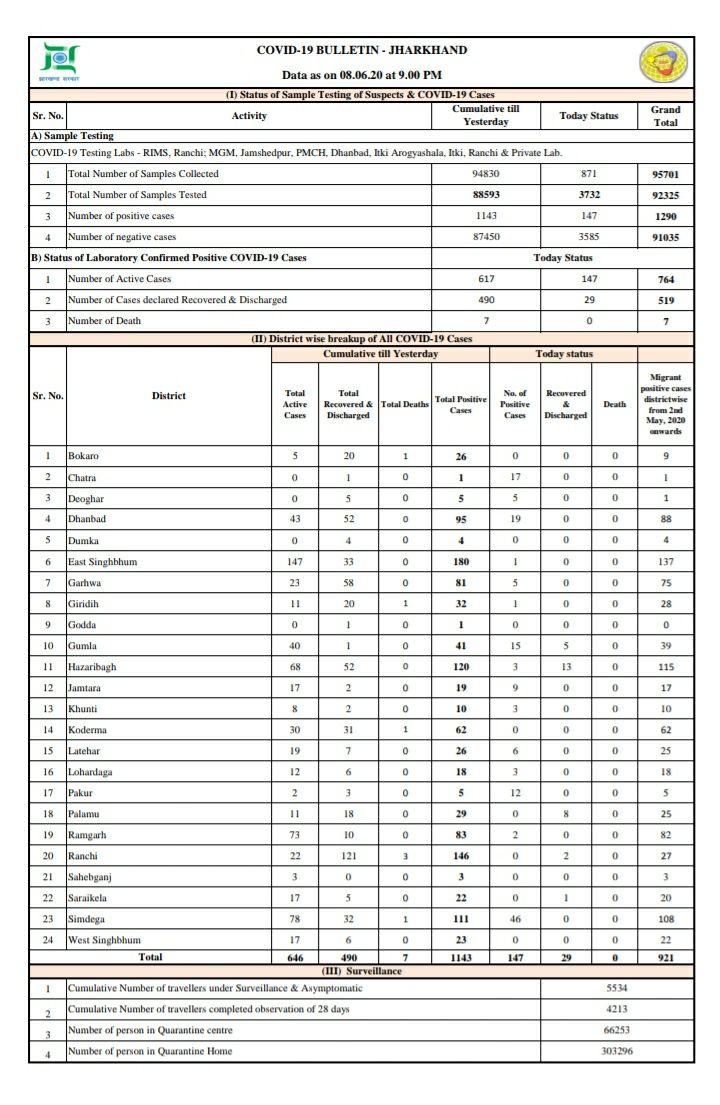 झारखण्ड सरकार
COVID-19 BULLETIN - JHARKHAND
Data as on 08.06.20 at 9.00 PM
(I) Status of Sample Testing of Suspects & COVID-19 Cases
Sr. No. Activity Cumulative till Yesterday Today Status Grand Total
A) Sample Testing
COVID-19 Testing Labs - RIMS, Ranchi; MGM, Jamshedpur, PMCH, Dhanbad, Itki Arogyashala, Itki, Ranchi & Private Lab.
1 Total Number of Samples Collected 94830 871 95701
2 Total Number of Samples Tested 88593 3732 92325
3 Number of positive cases 1143 147 1290
4 Number of negative cases 87450 3585 91035
B) Status of Laboratory Confirmed Positive COVID-19 Cases Today Status
1 Number of Active Cases 617 147 764
2 Number of Cases declared Recovered & Discharged 490 29 519
3 Number of Death 7 0 7
(II) District wise breakup of All COVID-19 Cases
Cumulative till Yesterday Today status
Sr. No. District Total Active Cases Total Recovered & Discharged Total Deaths Total Positive Cases No. of Positive Cases Recovered & Discharged Death Migrant positive cases districtwise from 2nd May, 2020 onwards
1 Bokaro 5 20 1 26 0 0 0 9
2 Chatra 0 1 0 1 17 0 0 1
3 Deoghar 0 5 0 5 5 0 0 1
4 Dhanbad 43 52 0 95 19 0 0 88
5 Dumka 0 4 0 4 0 0 0 4
6 East Singhbhum 147 33 0 180 1 0 0 137
7 Garhwa 23 58 0 81 5 0 0 75
8 Giridih 11 20 1 32 1 0 0 28
9 Godda 0 1 0 1 0 0 0 0
10 Gumla 40 1 0 41 15 5 0 39
11 Hazaribagh 68 52 0 120 3 13 0 115
12 Jamtara 17 2 0 19 9 0 0 17
13 Khunti 8 2 0 10 3 0 0 10
14 Koderma 30 31 1 62 0 0 0 62
15 Latehar 19 7 0 26 6 0 0 25
16 Lohardaga 12 6 0 18 3 0 0 18
17 Pakur 2 3 0 5 12 0 0 5
18 Palamu 11 18 0 29 0 8 0 25
19 Ramgarh 73 10 0 83 2 0 0 82
20 Ranchi 22 121 3 146 0 2 0 27
21 Sahebganj 3 0 0 3 0 0 0 3
22 Saraikela 17 5 0 22 0 1 0 20
23 Simdega 78 32 1 111 46 0 0 108
24 West Singhbhum 17 6 0 23 0 0 0 22
Total 646 490 7 1143 147 29 0 921
(III) Surveillance
1 Cumulative Number of travellers under Surveillance & Asymptomatic 5534
2 Cumulative Number of travellers completed observation of 28 days 4213
3 Number of person in Quarantine centre 66253
4 Number of person in Quarantine Home 303296